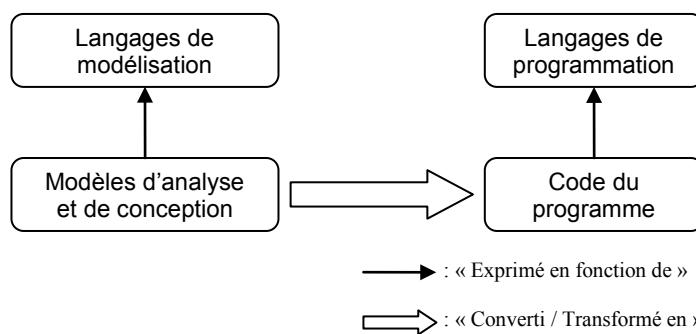 Langages de
modélisation
Langages de
programmation
Modèles d’analyse
et de conception
Code du
programme
: « Exprimé en fonction de »
: « Converti / Transformé en »